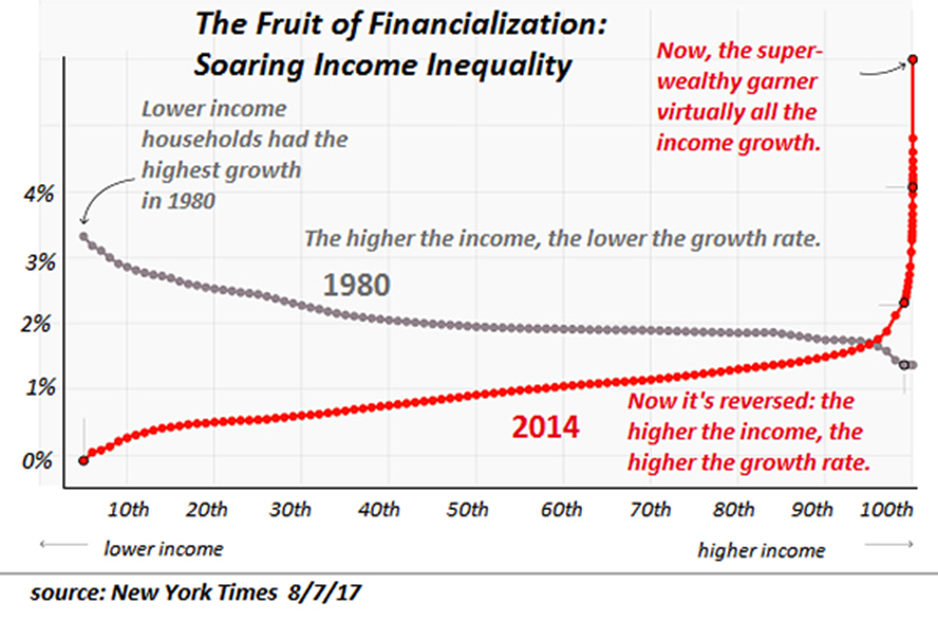 The Fruit of Financialization:
Soaring Income Inequality
Now, the super-
wealthy garner
virtually all the
income growth.
Lower income
households had the
highest growth
in 1980
The higher the income, the lower the growth rate.
1980
4%
3%
2%
1%
0%
2014
Now it's reversed: the
higher the income, the
higher the growth rate.
10th 20th 30th 40th 50th 60th 70th 80th 90th 100th
lower income higher income
source: New York Times 8/7/17